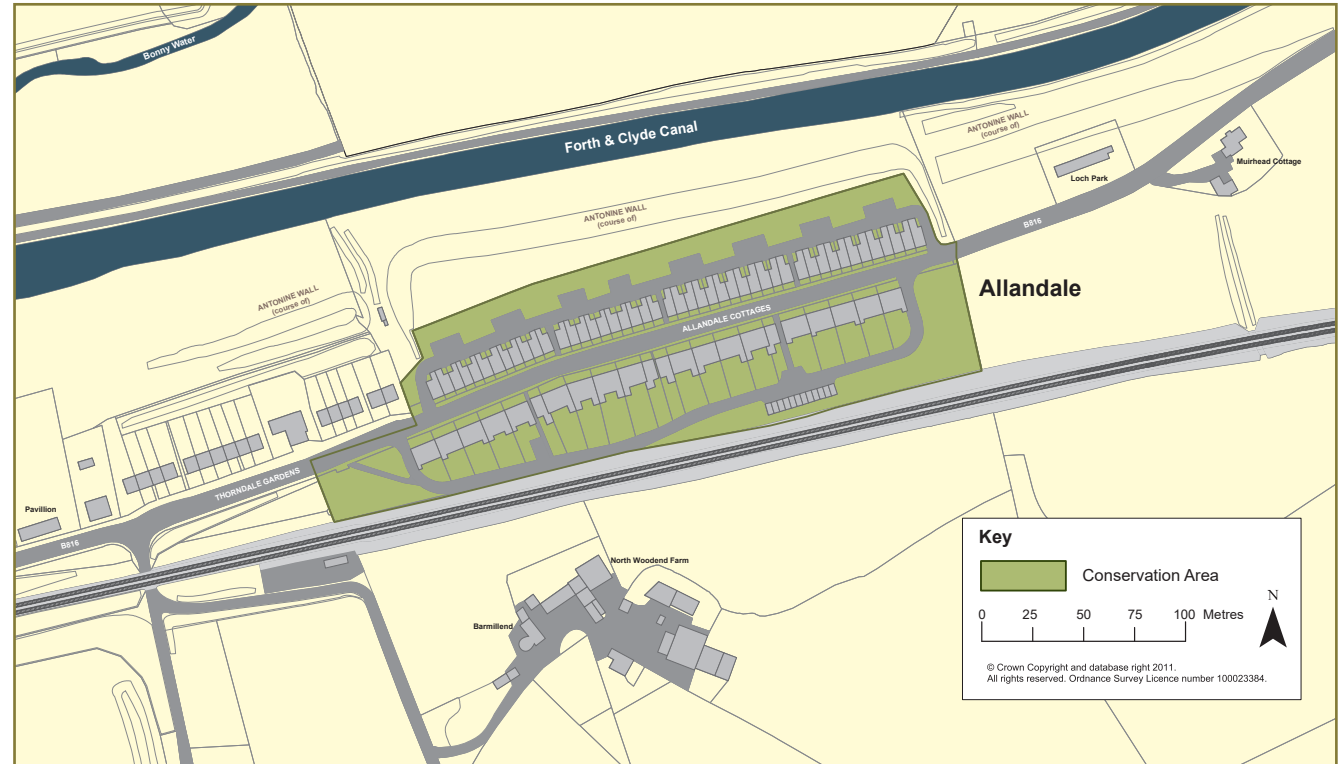 Bonny Water
Forth & Clyde Canal
ANTONINE WALL
(course of)
Muirhead Cottage
Loch Park
ANTONINE WALL
(course of)
B816
Allandale
ANTONINE WALL
(course of)
ALLANDALE COTTAGES
THORNDALE GARDENS
Pavillion
B816
North Woodend Farm
Barmillend
Key
Conservation Area
0 25 50 75 100 Metres
N
© Crown Copyright and database right 2011.
All rights reserved. Ordnance Survey Licence number 100023384.